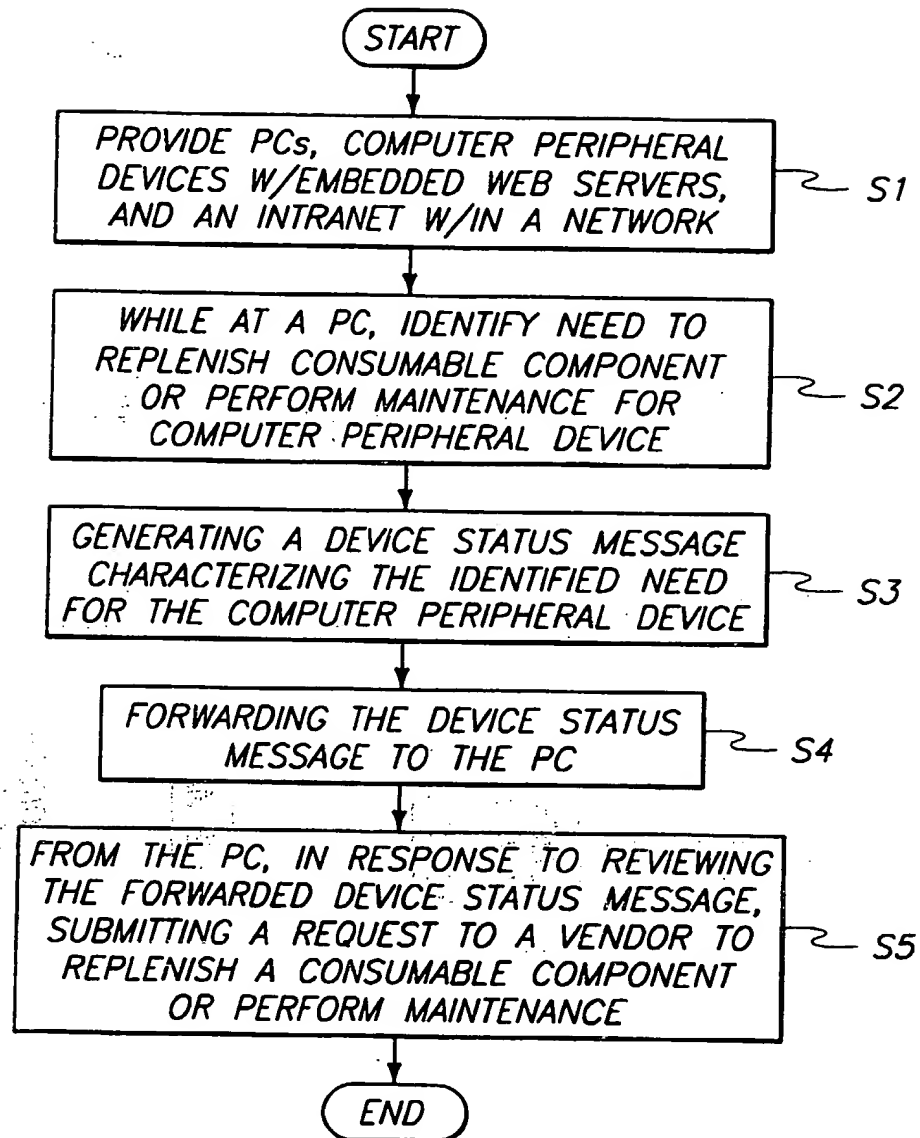 START
PROVIDE PCs, COMPUTER PERIPHERAL
DEVICES W/EMBEDDED WEB SERVERS,
AND AN INTRANET W/IN A NETWORK
S1
WHILE AT A PC, IDENTIFY NEED TO
REPLENISH CONSUMABLE COMPONENT
OR PERFORM MAINTENANCE FOR
COMPUTER PERIPHERAL DEVICE
S2
GENERATING A DEVICE STATUS MESSAGE
CHARACTERIZING THE IDENTIFIED NEED
FOR THE COMPUTER PERIPHERAL DEVICE
S3
FORWARDING THE DEVICE STATUS
MESSAGE TO THE PC
S4
FROM THE PC, IN RESPONSE TO REVIEWING
THE FORWARDED DEVICE STATUS MESSAGE,
SUBMITTING A REQUEST TO A VENDOR TO
REPLENISH A CONSUMABLE COMPONENT
OR PERFORM MAINTENANCE
S5
END